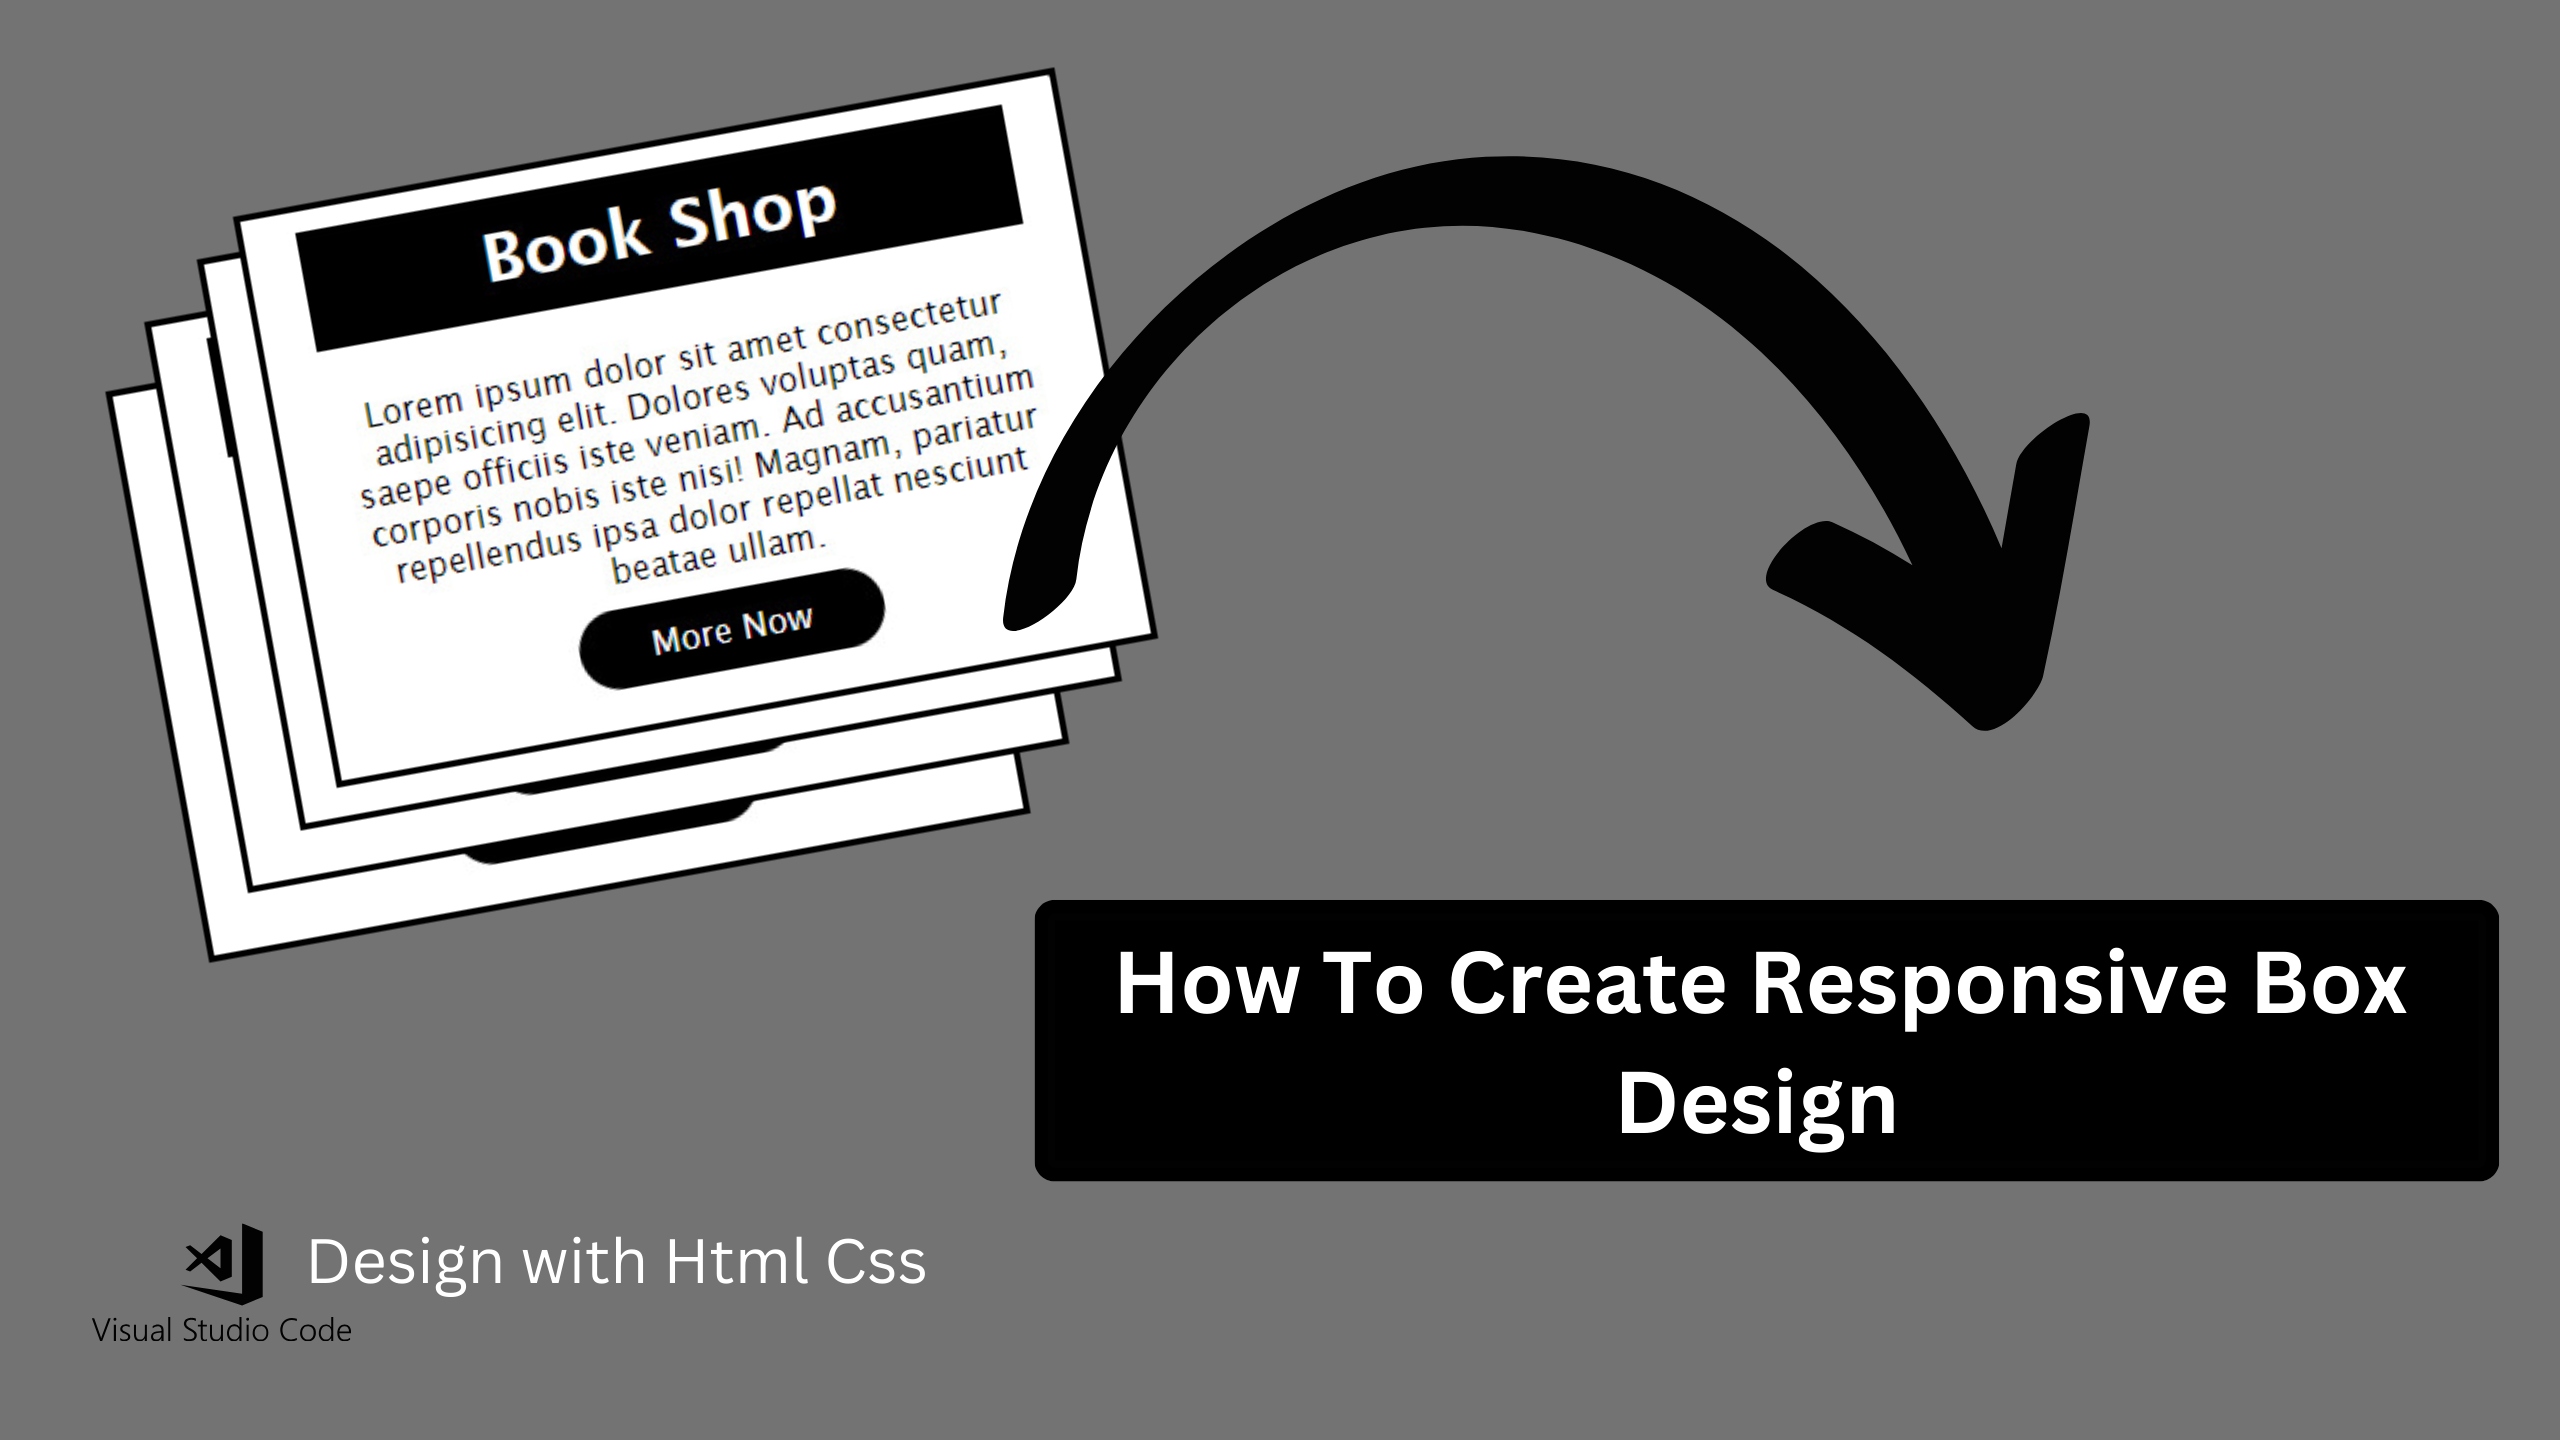 Book Shop
Lorem ipsum dolor sit amet consectetur
adipisicing elit. Dolores voluptas quam,
saepe officiis iste veniam. Ad accusantium
corporis nobis iste nisi! Magnam, pariatur
repellendus ipsa dolor repellat nesciunt
beatae ullam.
More Now
How To Create Responsive Box
Design
Design with Html Css
Visual Studio Code